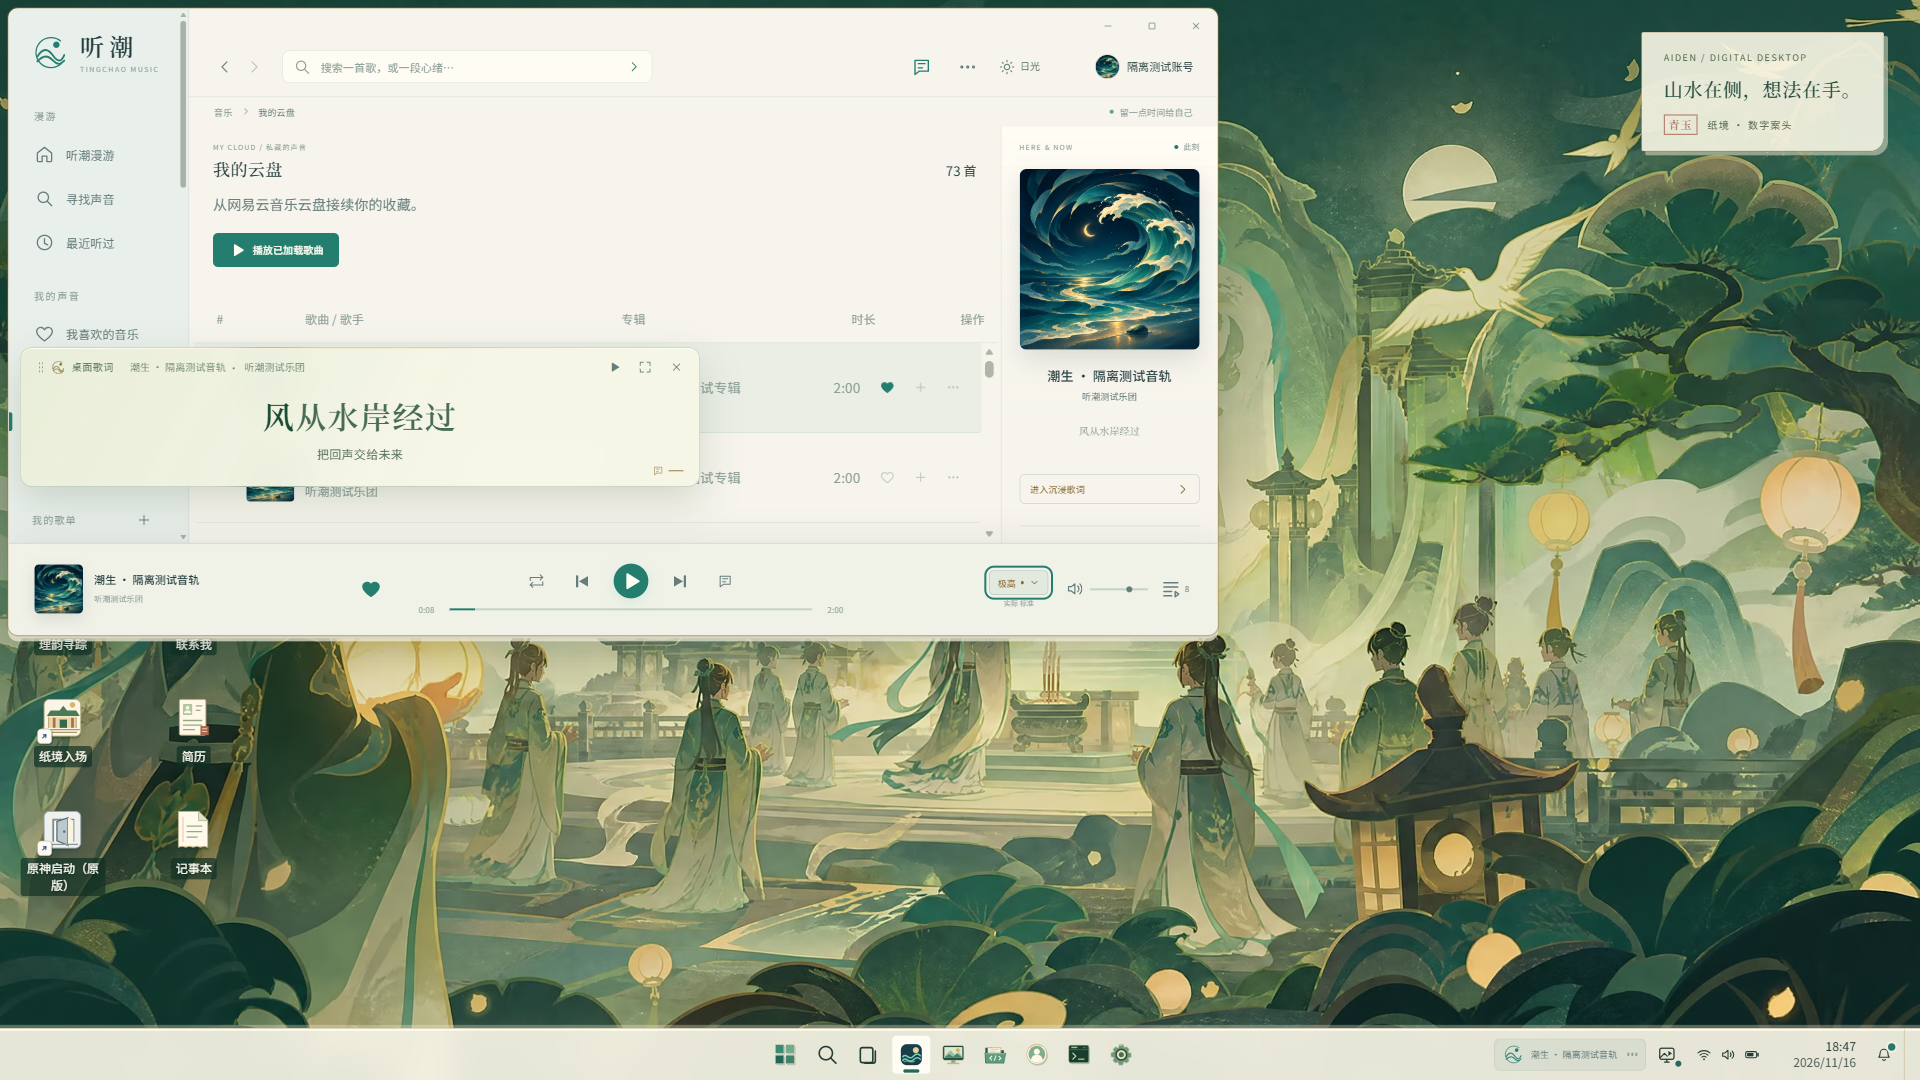 听潮
TINGCHAO MUSIC
漫游
听潮漫游
寻找声音
最近听过
我的声音
我喜欢的音乐
我的歌单
搜索一首歌，或一段心绪…
日光
隔离测试账号
音乐 > 我的云盘
留一点时间给自己
MY CLOUD / 私藏的声音
我的云盘
73 首
从网易云音乐云盘接续你的收藏。
播放已加载歌曲
# 歌曲 / 歌手 专辑 时长 操作
试专辑 2:00
试专辑 2:00
听潮测试乐团
HERE & NOW
此刻
潮生 · 隔离测试音轨
听潮测试乐团
风从水岸经过
进入沉浸歌词
桌面歌词 潮生 · 隔离测试音轨 · 听潮测试乐团
风从水岸经过
把回声交给未来
潮生 · 隔离测试音轨
听潮测试乐团
0:08
2:00
极高
实际 标准
8
AIDEN / DIGITAL DESKTOP
山水在侧，想法在手。
青玉 纸境 · 数字案头
理韵寻踪
联系我
纸境入场
简历
原神启动（原版）
记事本
潮生 · 隔离测试音轨
18:47
2026/11/16